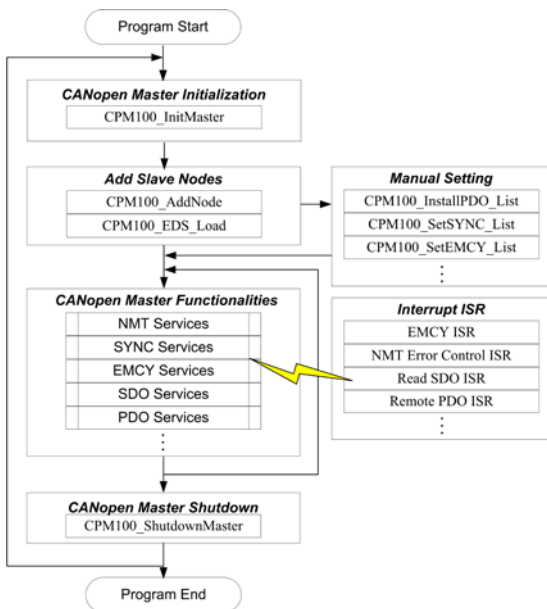 Program Start
CANopen Master Initialization
CPM100_InitMaster
Add Slave Nodes
CPM100_AddNode
CPM100_EDS_Load
Manual Setting
CPM100_InstallPDO_List
CPM100_SetSYNC_List
CPM100_SetEMCY_List
⋮
CANopen Master Functionalities
NMT Services
SYNC Services
EMCY Services
SDO Services
PDO Services
⋮
Interrupt ISR
EMCY ISR
NMT Error Control ISR
Read SDO ISR
Remote PDO ISR
⋮
CANopen Master Shutdown
CPM100_ShutdownMaster
Program End